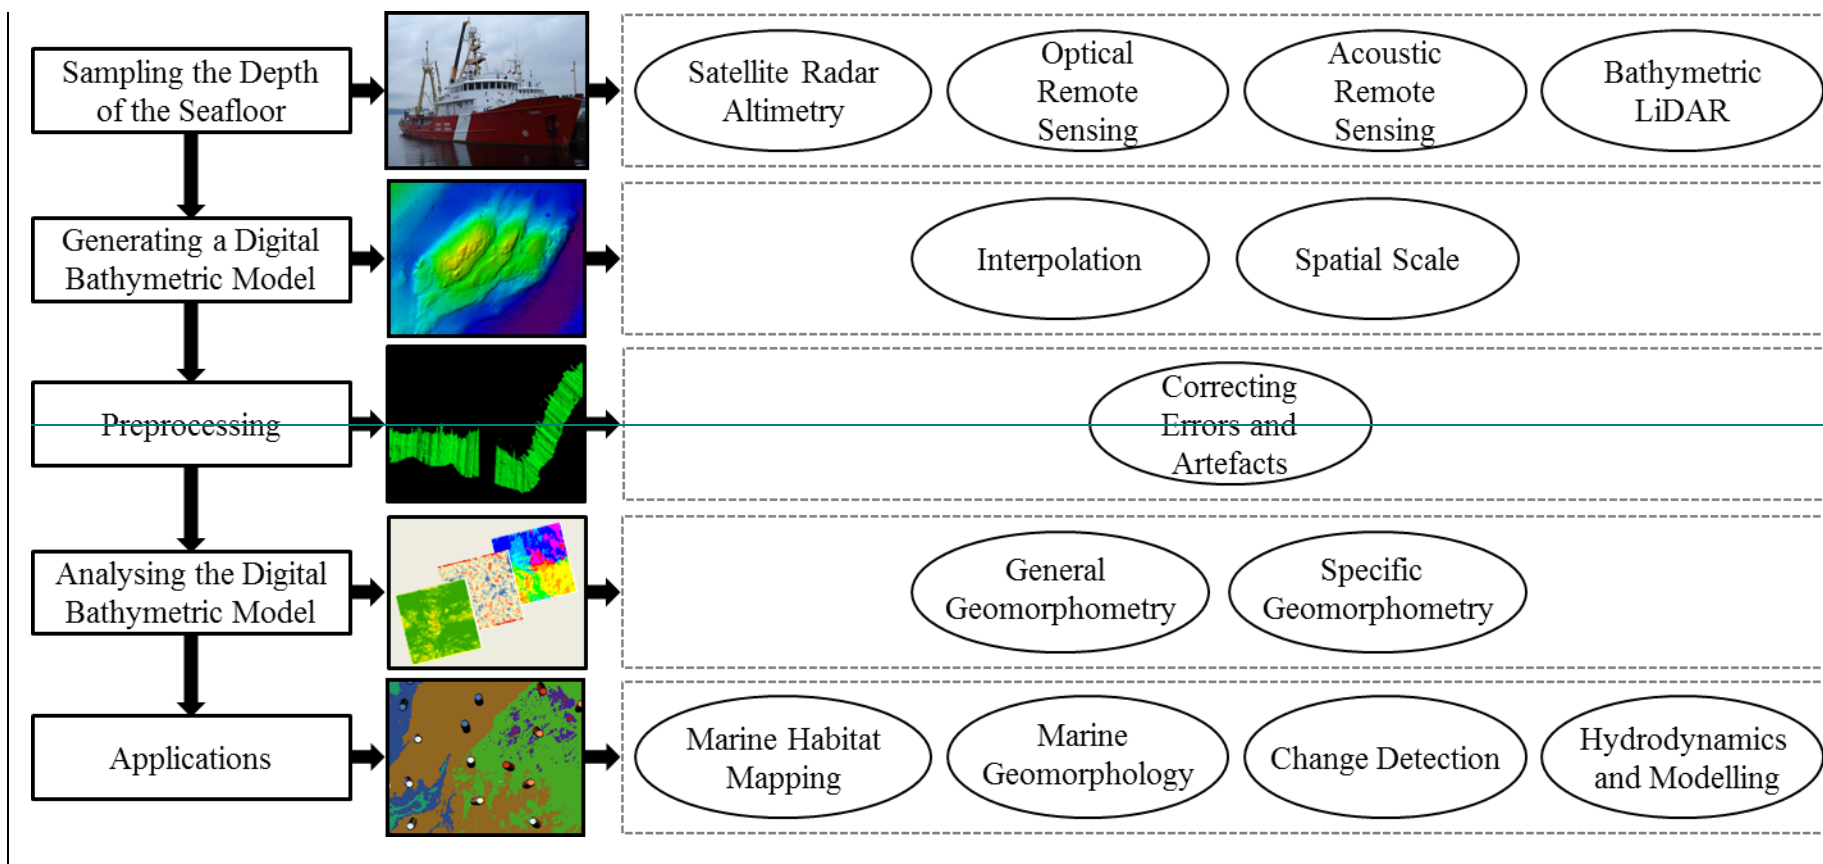 Sampling the Depth
of the Seafloor
Satellite Radar
Altimetry
Optical
Remote
Sensing
Acoustic
Remote
Sensing
Bathymetric
LiDAR
Generating a Digital
Bathymetric Model
Interpolation
Spatial Scale
Preprocessing
Correcting
Errors and
Artefacts
Analysing the Digital
Bathymetric Model
General
Geomorphometry
Specific
Geomorphometry
Applications
Marine Habitat
Mapping
Marine
Geomorphology
Change Detection
Hydrodynamics
and Modelling